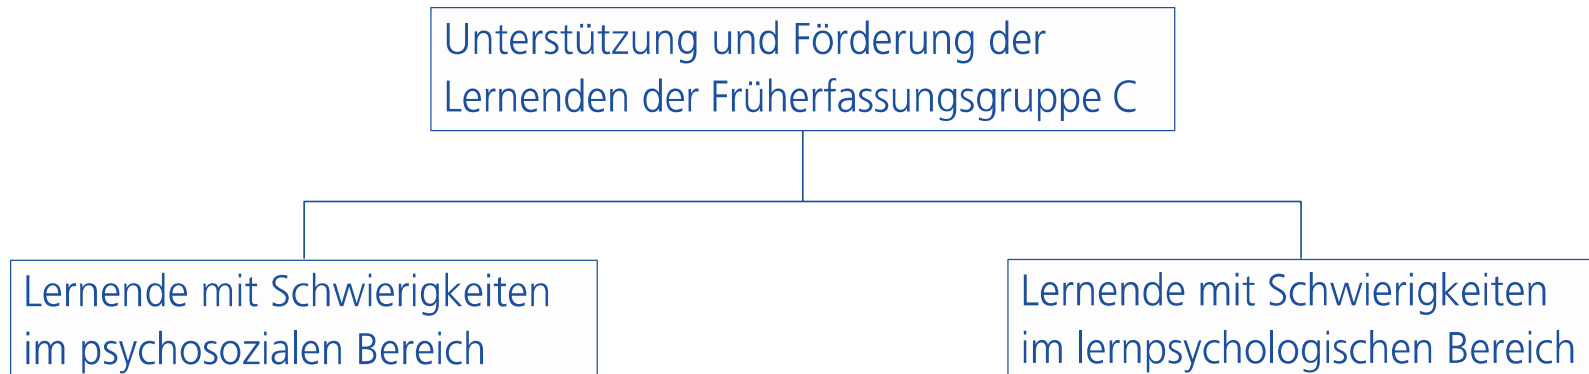 Unterstützung und Förderung der
Lernenden der Früherfassungsgruppe C
Lernende mit Schwierigkeiten
im psychosozialen Bereich
Lernende mit Schwierigkeiten
im lernpsychologischen Bereich